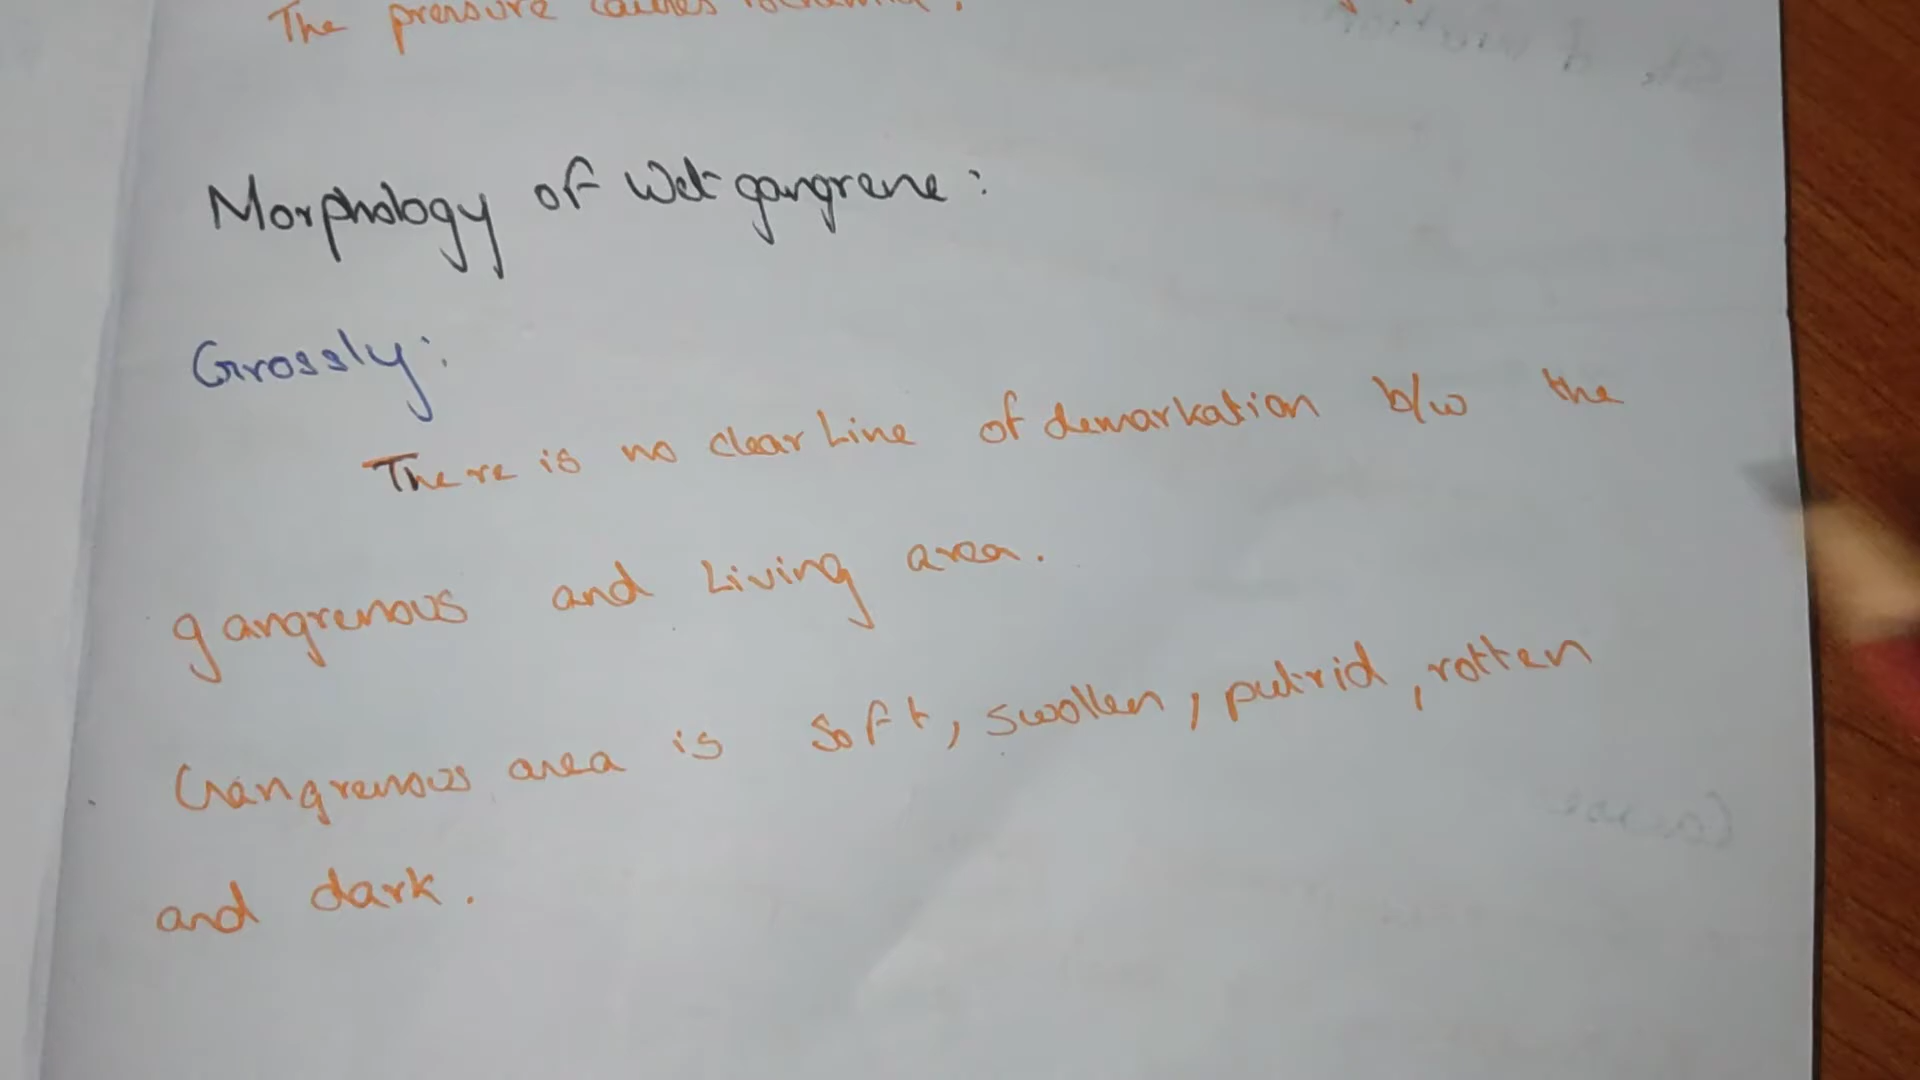 The pressure causes
Morphology of Wet gangrene :
Grossly :
There is no clear Line of demarkation b/w the
gangrenous and Living area .
Gangrenous area is soft , swollen , putrid , rotten
and dark .